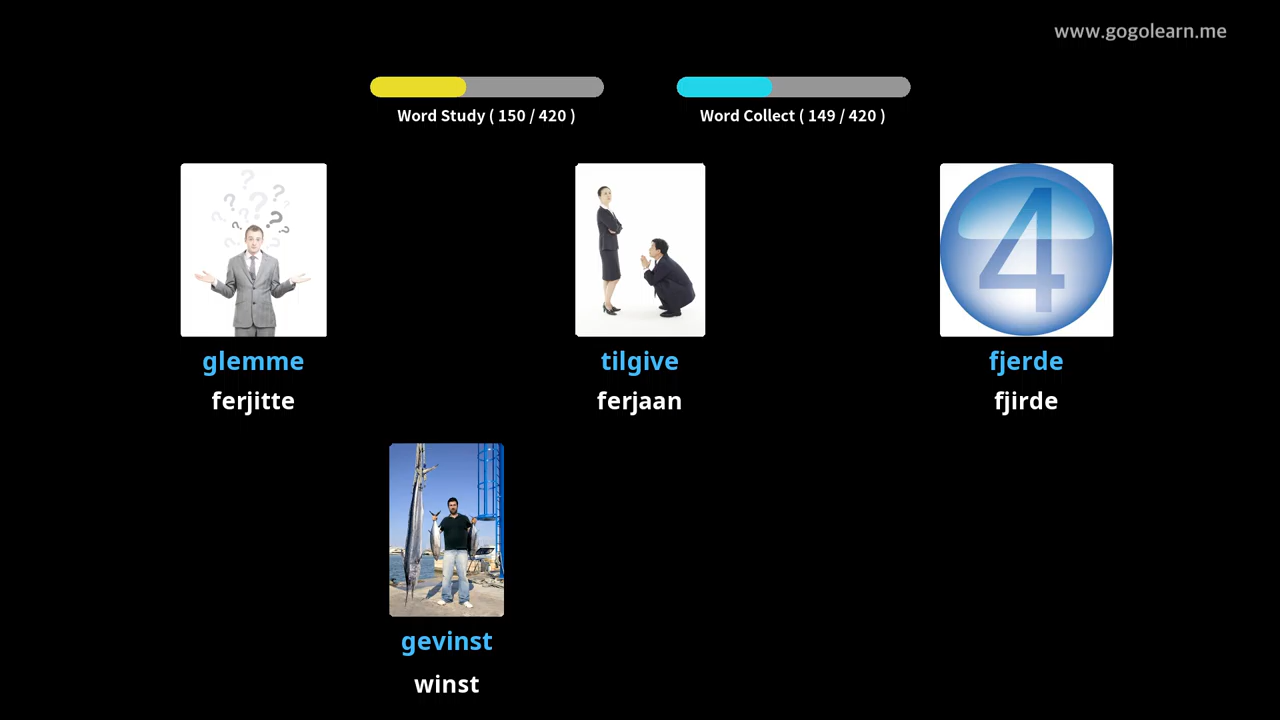 www.gogolearn.me
Word Study ( 150 / 420 )
Word Collect ( 149 / 420 )
4
glemme
ferjitte
tilgive
ferjaan
fjerde
fjirde
gevinst
winst